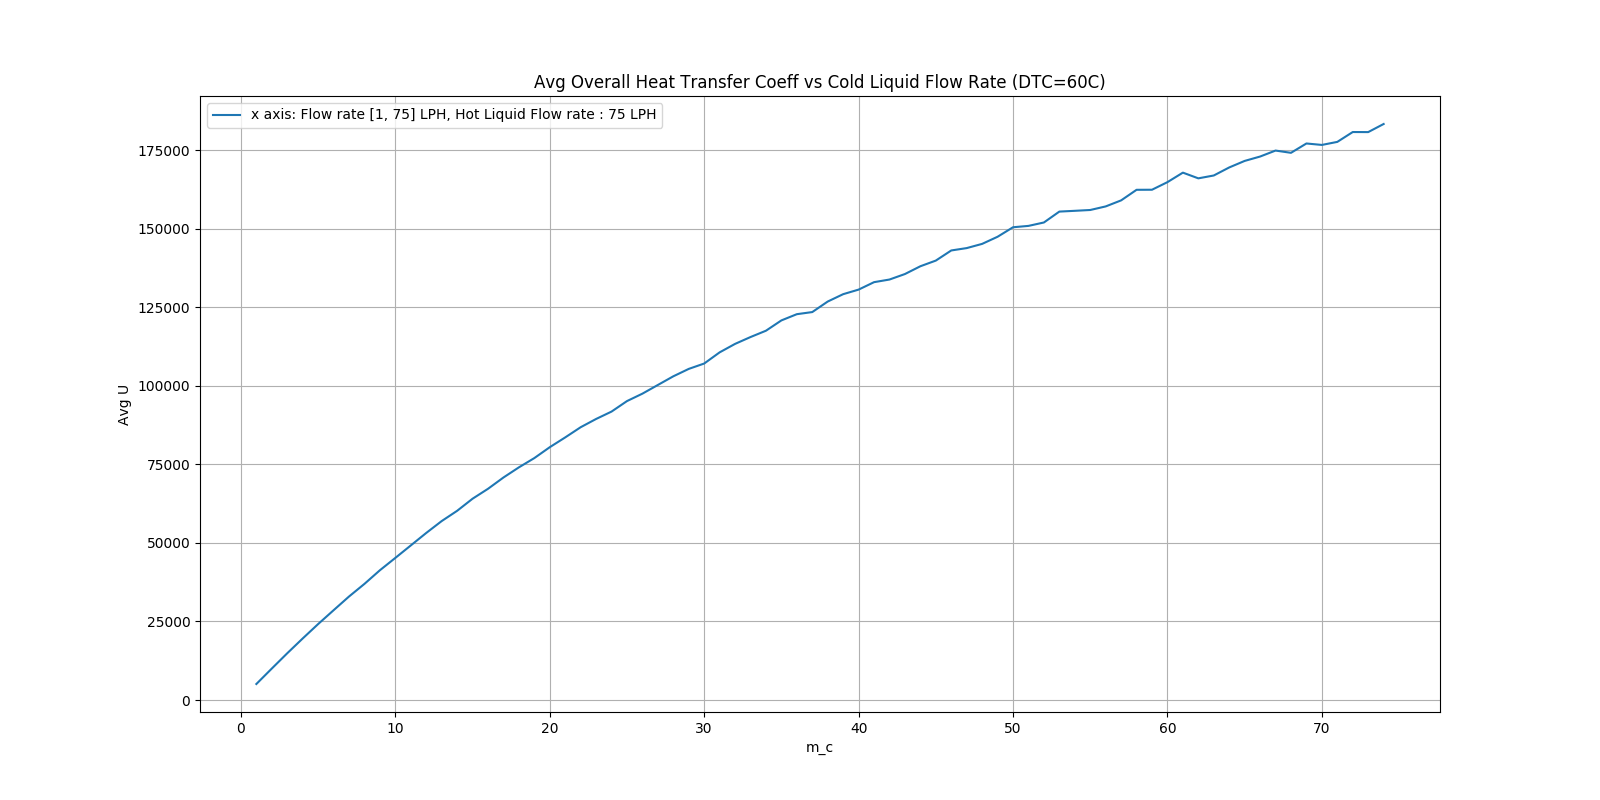 Avg Overall Heat Transfer Coeff vs Cold Liquid Flow Rate (DTC=60C)
x axis: Flow rate [1, 75] LPH, Hot Liquid Flow rate : 75 LPH
175000
150000
125000
100000
75000
50000
25000
0
Avg U
0 10 20 30 40 50 60 70
m_c